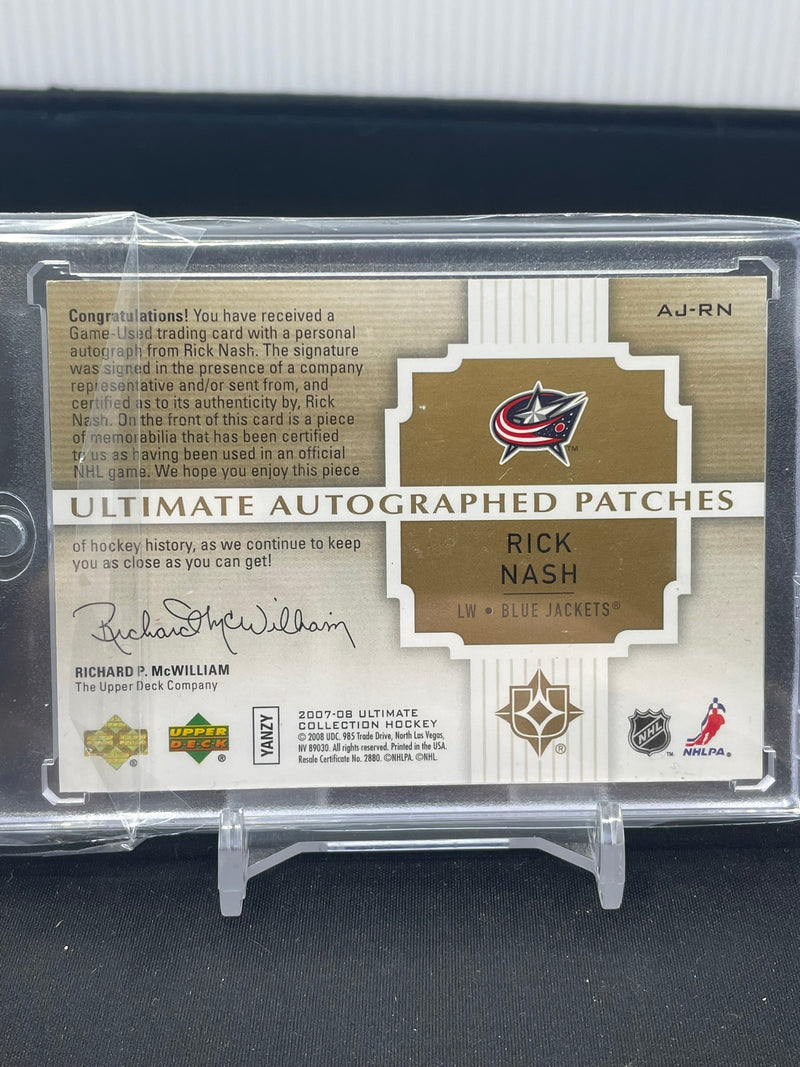 AJ-RN
Congratulations! You have received a
Game-Used trading card with a personal
autograph from Rick Nash. The signature
was signed in the presence of a company
representative and/or sent from, and
certified as to its authenticity by, Rick
Nash. On the front of this card is a piece
of memorabilia that has been certified
to us as having been used in an official
NHL game. We hope you enjoy this piece
TM
ULTIMATE AUTOGRAPHED PATCHES
of hockey history, as we continue to keep
you as close as you can get!
RICK
NASH
LW • BLUE JACKETS®
Richard P. McWilliam
RICHARD P. McWILLIAM
The Upper Deck Company
UPPER
DECK
®
YANZY
2007-08 ULTIMATE
COLLECTION HOCKEY
© 2008 UDC. 985 Trade Drive, North Las Vegas,
NV 89030. All rights reserved. Printed in the USA.
Resale Certificate No. 2880. ©NHLPA. ©NHL.
®
NHL
TM
NHLPA®